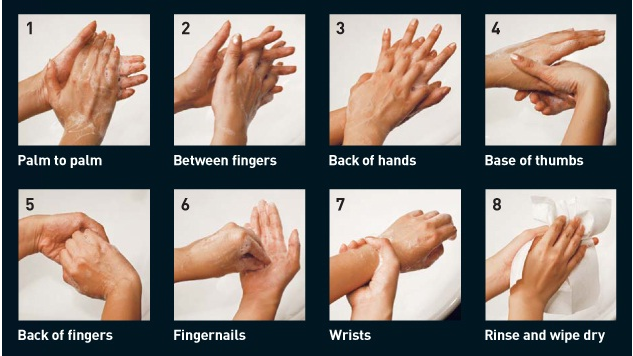 1
2
3
4
Palm to palm
Between fingers
Back of hands
Base of thumbs
5
6
7
8
Back of fingers
Fingernails
Wrists
Rinse and wipe dry